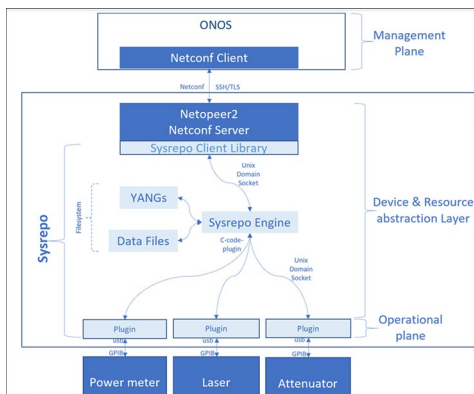 ONOS
Netconf Client
Management
Plane
Netconf
SSH/TLS
Netopeer2
Netconf Server
Sysrepo Client Library
Unix
Domain
Socket
Sysrepo
Filesystem
YANGs
Data Files
Sysrepo Engine
Device & Resource
abstraction Layer
C-code-
plugin
Unix
Domain
Socket
Plugin
Plugin
Plugin
Operational
plane
usb
usb
usb
GPIB
GPIB
GPIB
Power meter
Laser
Attenuator